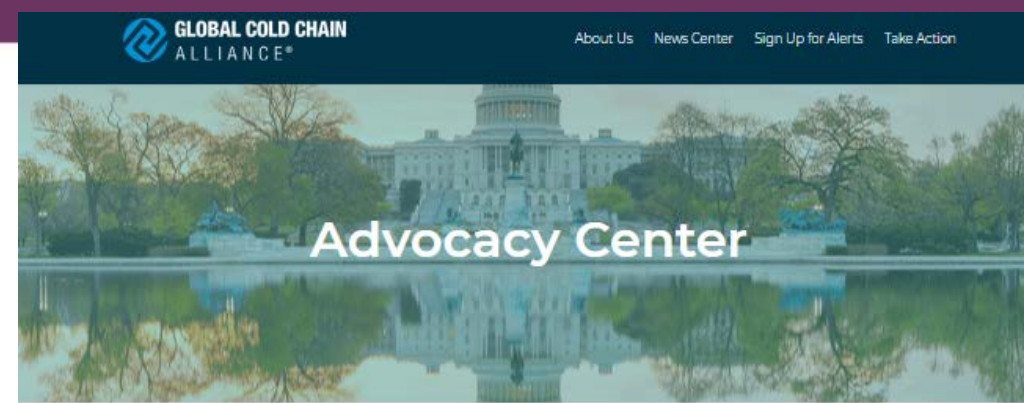 GLOBAL COLD CHAIN
ALLIANCE®
About Us News Center Sign Up for Alerts Take Action
Advocacy Center